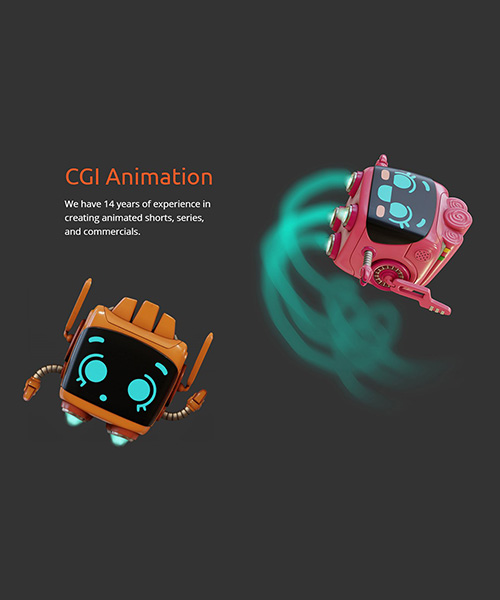 CGI Animation
We have 14 years of experience in
creating animated shorts, series,
and commercials.